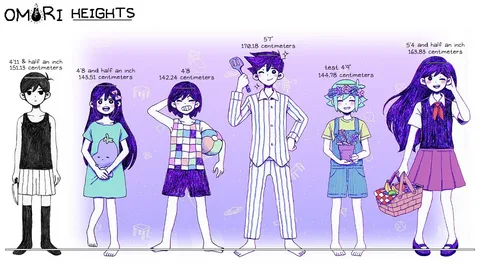 OMORI HEIGHTS
4'11 & half an inch
151.13 centimeters
4'8 and half an inch
143.51 centimeters
4'8
142.24 centimeters
5'7"
170.18 centimeters
test, 4'9"
144.78 centimeters
5'4 and half an inch
163.83 centimeters